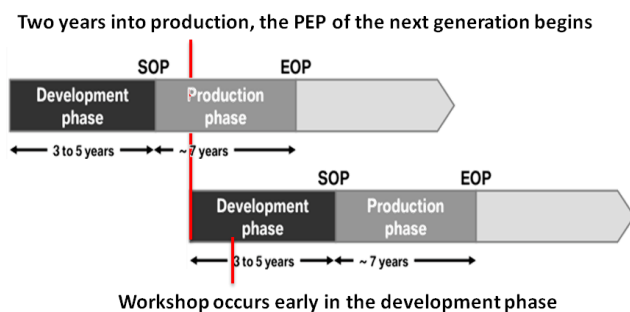 Two years into production, the PEP of the next generation begins
SOP EOP
Development phase
Production phase
3 to 5 years
~ 7 years
SOP EOP
Development phase
Production phase
3 to 5 years
~ 7 years
Workshop occurs early in the development phase